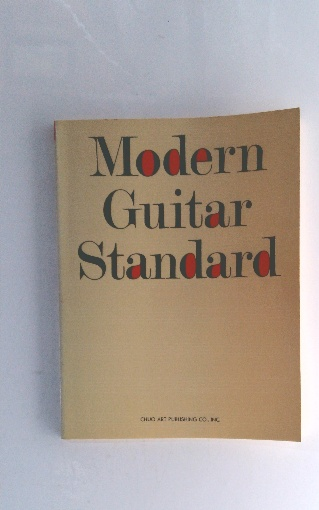 Modern
Guitar
Standard
CHUO ART PUBLISHING CO., INC.